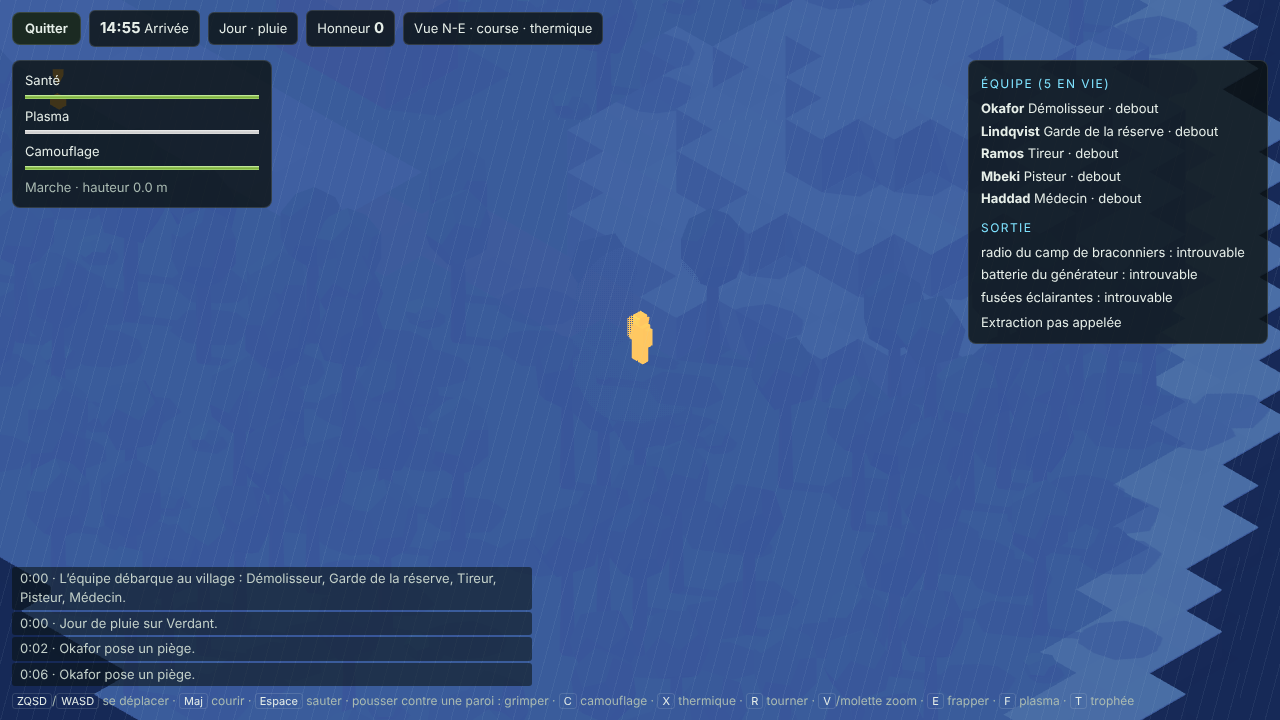 Quitter
14:55 Arrivée
Jour · pluie
Honneur 0
Vue N-E · course · thermique
Santé
Plasma
Camouflage
Marche · hauteur 0.0 m
ÉQUIPE (5 EN VIE)
Okafor Démolisseur · debout
Lindqvist Garde de la réserve · debout
Ramos Tireur · debout
Mbeki Pisteur · debout
Haddad Médecin · debout
SORTIE
radio du camp de braconniers : introuvable
batterie du générateur : introuvable
fusées éclairantes : introuvable
Extraction pas appelée
0:00 · L'équipe débarque au village : Démolisseur, Garde de la réserve, Tireur,
Pisteur, Médecin.
0:00 · Jour de pluie sur Verdant.
0:02 · Okafor pose un piège.
0:06 · Okafor pose un piège.
ZQSD / WASD se déplacer · Maj courir · Espace sauter · pousser contre une paroi : grimper · C camouflage · X thermique · R tourner · V /molette zoom · E frapper · F plasma · T trophée